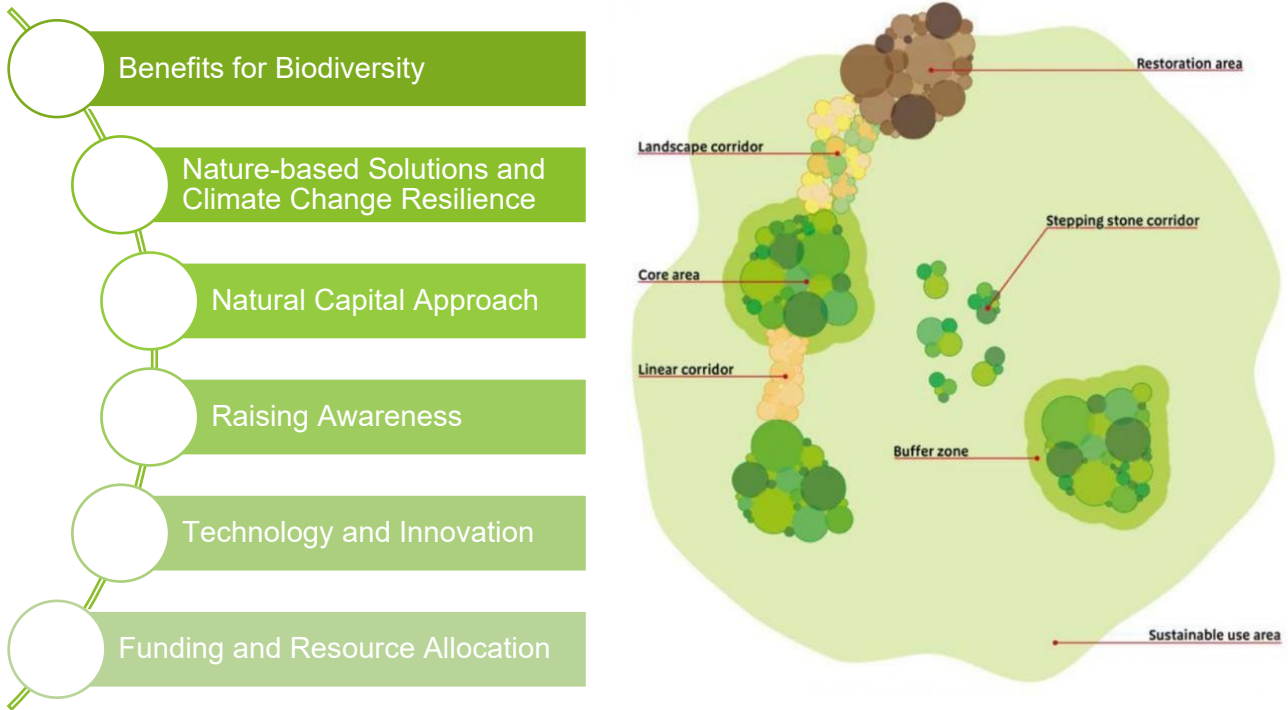 Benefits for Biodiversity
Nature-based Solutions and
Climate Change Resilience
Natural Capital Approach
Raising Awareness
Technology and Innovation
Funding and Resource Allocation
Restoration area
Landscape corridor
Stepping stone corridor
Core area
Linear corridor
Buffer zone
Sustainable use area